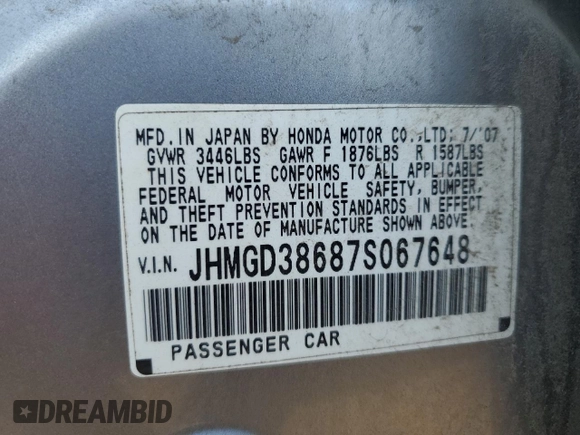 MFD. IN JAPAN BY HONDA MOTOR CO., LTD; 7/'07
GVWR 3446LBS GAWR F 1876LBS R 1587LBS
THIS VEHICLE CONFORMS TO ALL APPLICABLE
FEDERAL MOTOR VEHICLE SAFETY, BUMPER,
AND THEFT PREVENTION STANDARDS IN EFFECT
ON THE DATE OF MANUFACTURE SHOWN ABOVE.
V.I.N. JHMGD38687S067648
PASSENGER CAR
DREAMBID